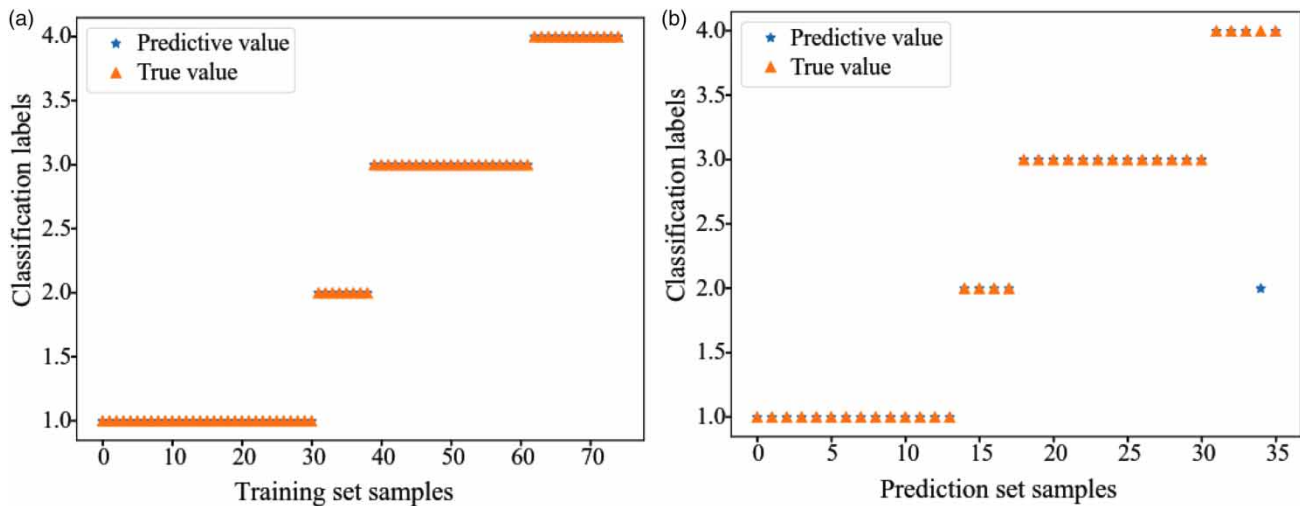 (a)
Predictive value
True value
Classification labels
4.0
3.5
3.0
2.5
2.0
1.5
1.0
0 10 20 30 40 50 60 70
Training set samples
(b)
Predictive value
True value
Classification labels
4.0
3.5
3.0
2.5
2.0
1.5
1.0
0 5 10 15 20 25 30 35
Prediction set samples